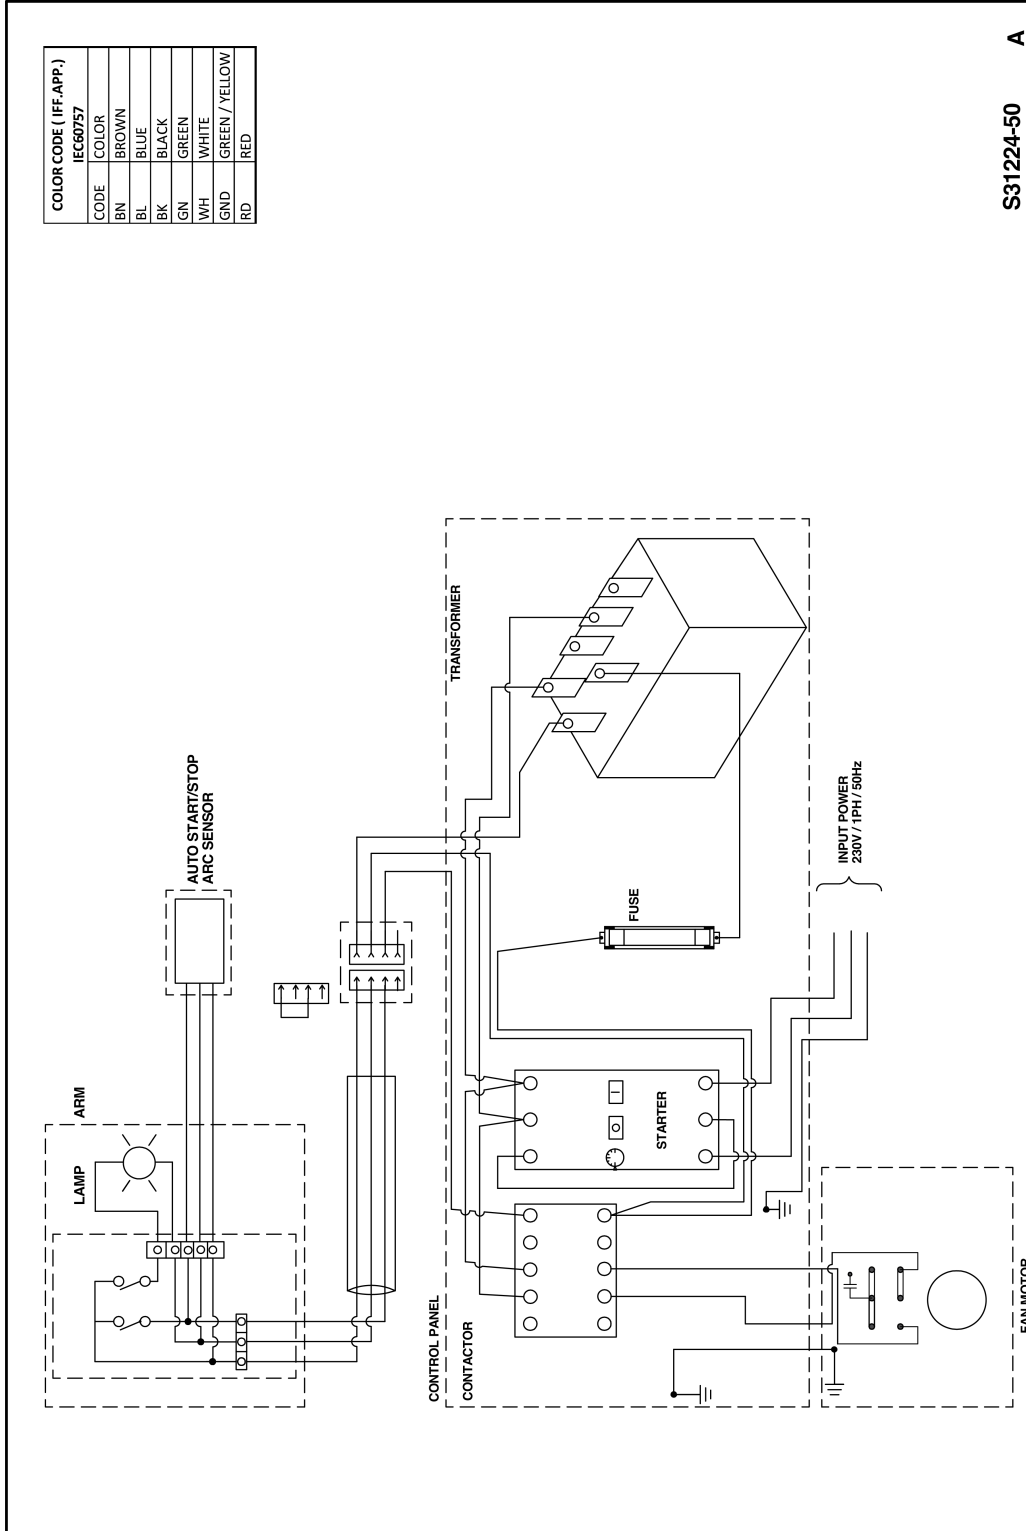 COLOR CODE ( IFF.APP.)
IEC60757
CODE COLOR
BN BROWN
BL BLUE
BK BLACK
GN GREEN
WH WHITE
GND GREEN / YELLOW
RD RED
AUTO START/STOP
ARC SENSOR
ARM
LAMP
TRANSFORMER
FUSE
STARTER
CONTROL PANEL
CONTACTOR
INPUT POWER
230V / 1PH / 50Hz
FAN MOTOR
S31224-50 A